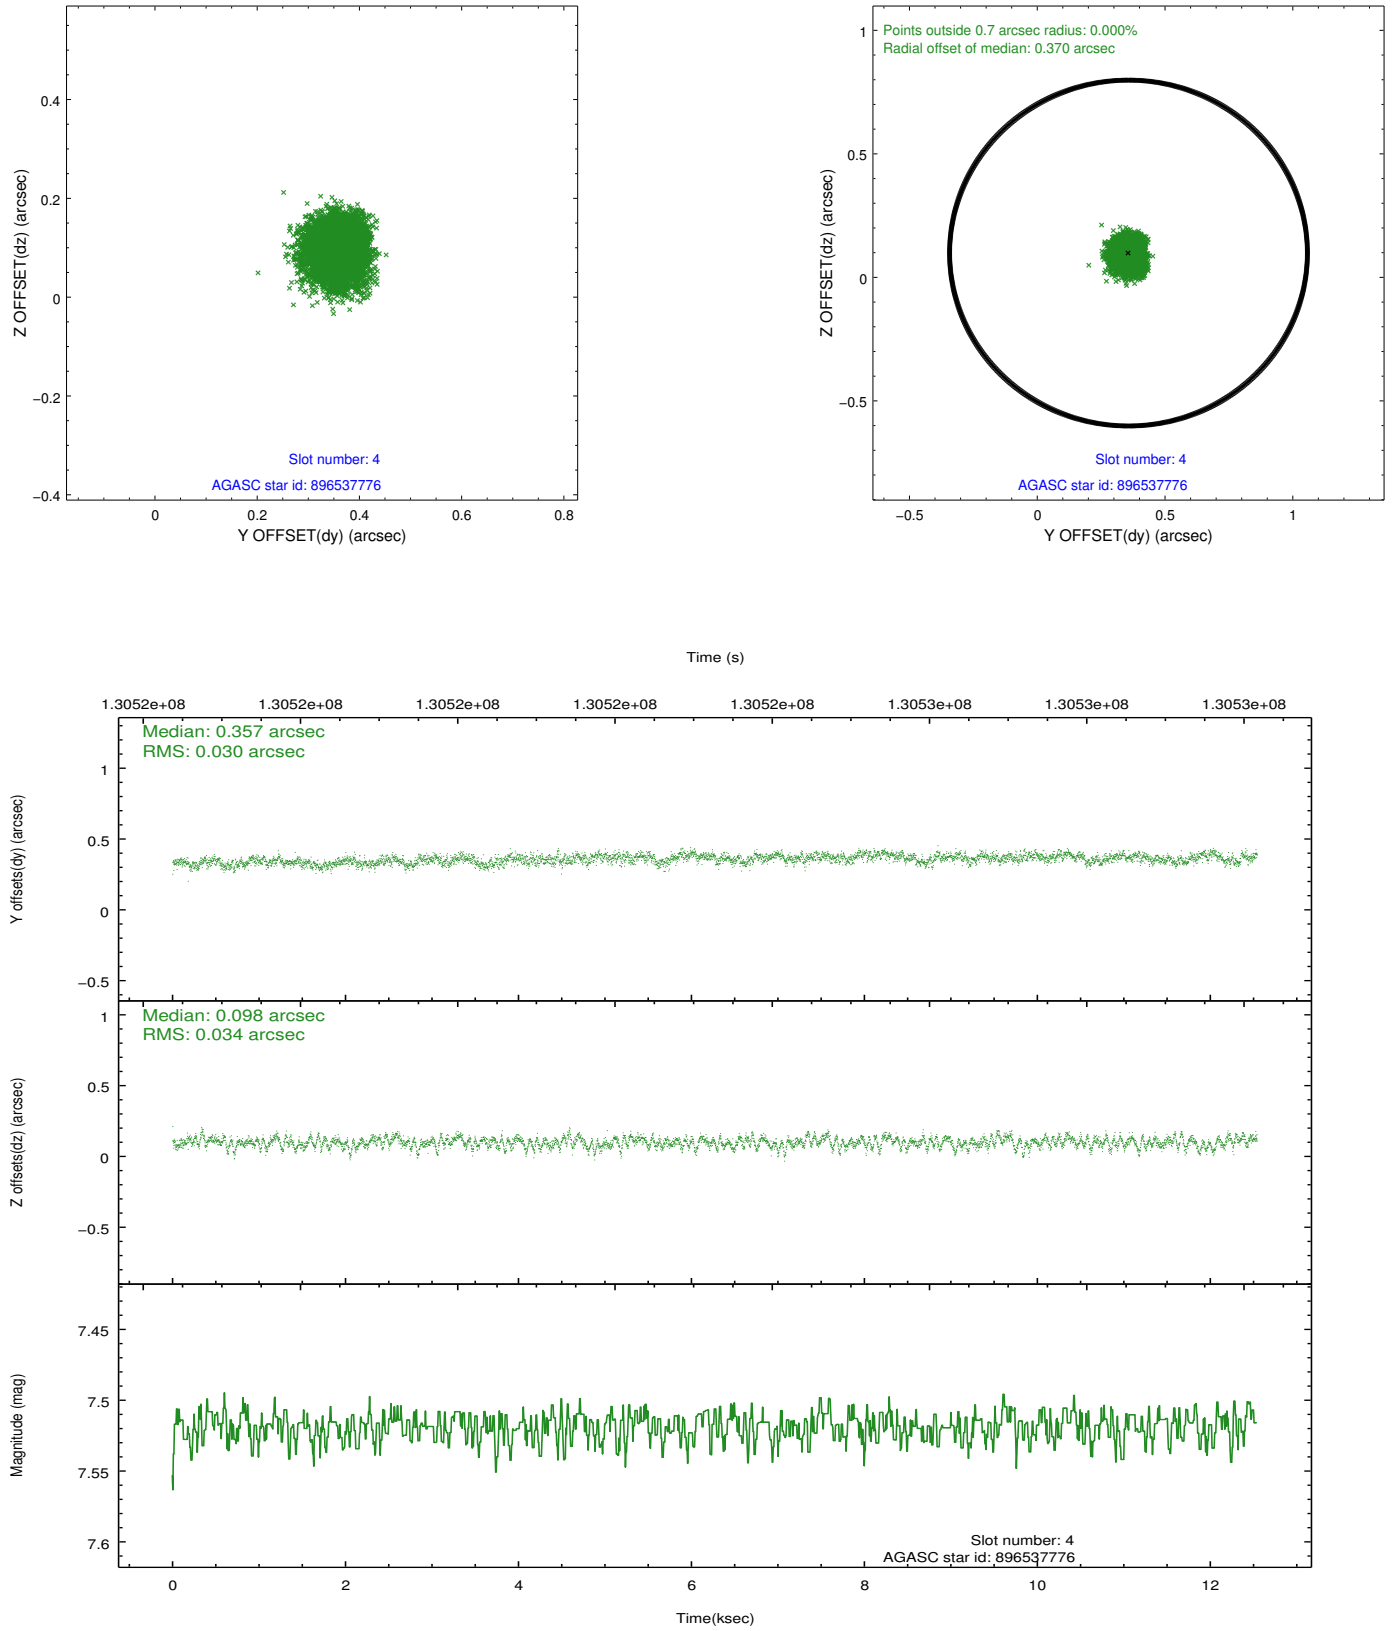 0.4
0.2
0
−0.2
−0.4
Z OFFSET(dz) (arcsec)
Slot number: 4
AGASC star id: 896537776
0 0.2 0.4 0.6 0.8
Y OFFSET(dy) (arcsec)
Points outside 0.7 arcsec radius: 0.000%
Radial offset of median: 0.370 arcsec
1
0.5
0
−0.5
Z OFFSET(dz) (arcsec)
Slot number: 4
AGASC star id: 896537776
−0.5 0 0.5 1
Y OFFSET(dy) (arcsec)
Time (s)
1.3052e+08 1.3052e+08 1.3052e+08 1.3052e+08 1.3052e+08 1.3053e+08 1.3053e+08 1.3053e+08
Median: 0.357 arcsec
RMS: 0.030 arcsec
1
0.5
0
−0.5
Y offsets(dy) (arcsec)
Median: 0.098 arcsec
RMS: 0.034 arcsec
1
0.5
0
−0.5
Z offsets(dz) (arcsec)
7.45
7.5
7.55
7.6
Magnitude (mag)
Slot number: 4
AGASC star id: 896537776
0 2 4 6 8 10 12
Time(ksec)